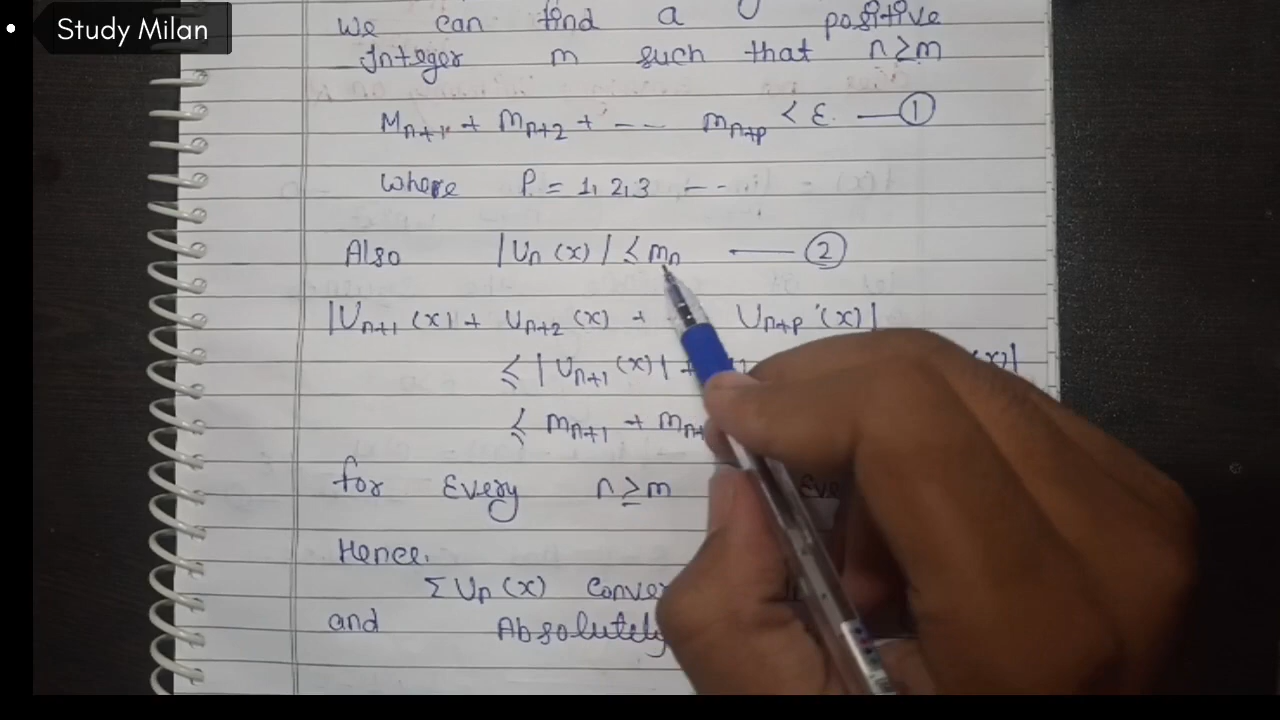 Study Milan
We can find a positive
Integer m such that n≥m
Mn+1 + Mn+2 + -- mn+p < ε. —①
Where P = 1, 2, 3 --
Also |Un(x)| ≤ mn —②
|Un+1(x) + Un+2(x) + Un+p(x)|
≤ |Un+1(x)| + (x)|
≤ mn+1 + mn+
for Every n≥m Eve
Hence.
Σ Un(x) Conver
and Absolutely